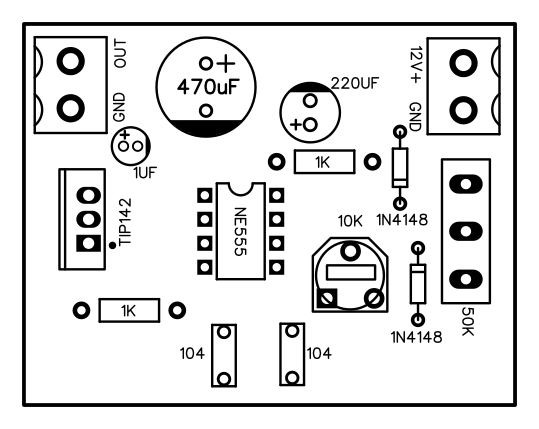 OUT
GND
+
470uF
+
220UF
12V+
GND
+
1UF
1K
1N4148
TIP142
NE555
10K
1K
50K
1N4148
104
104